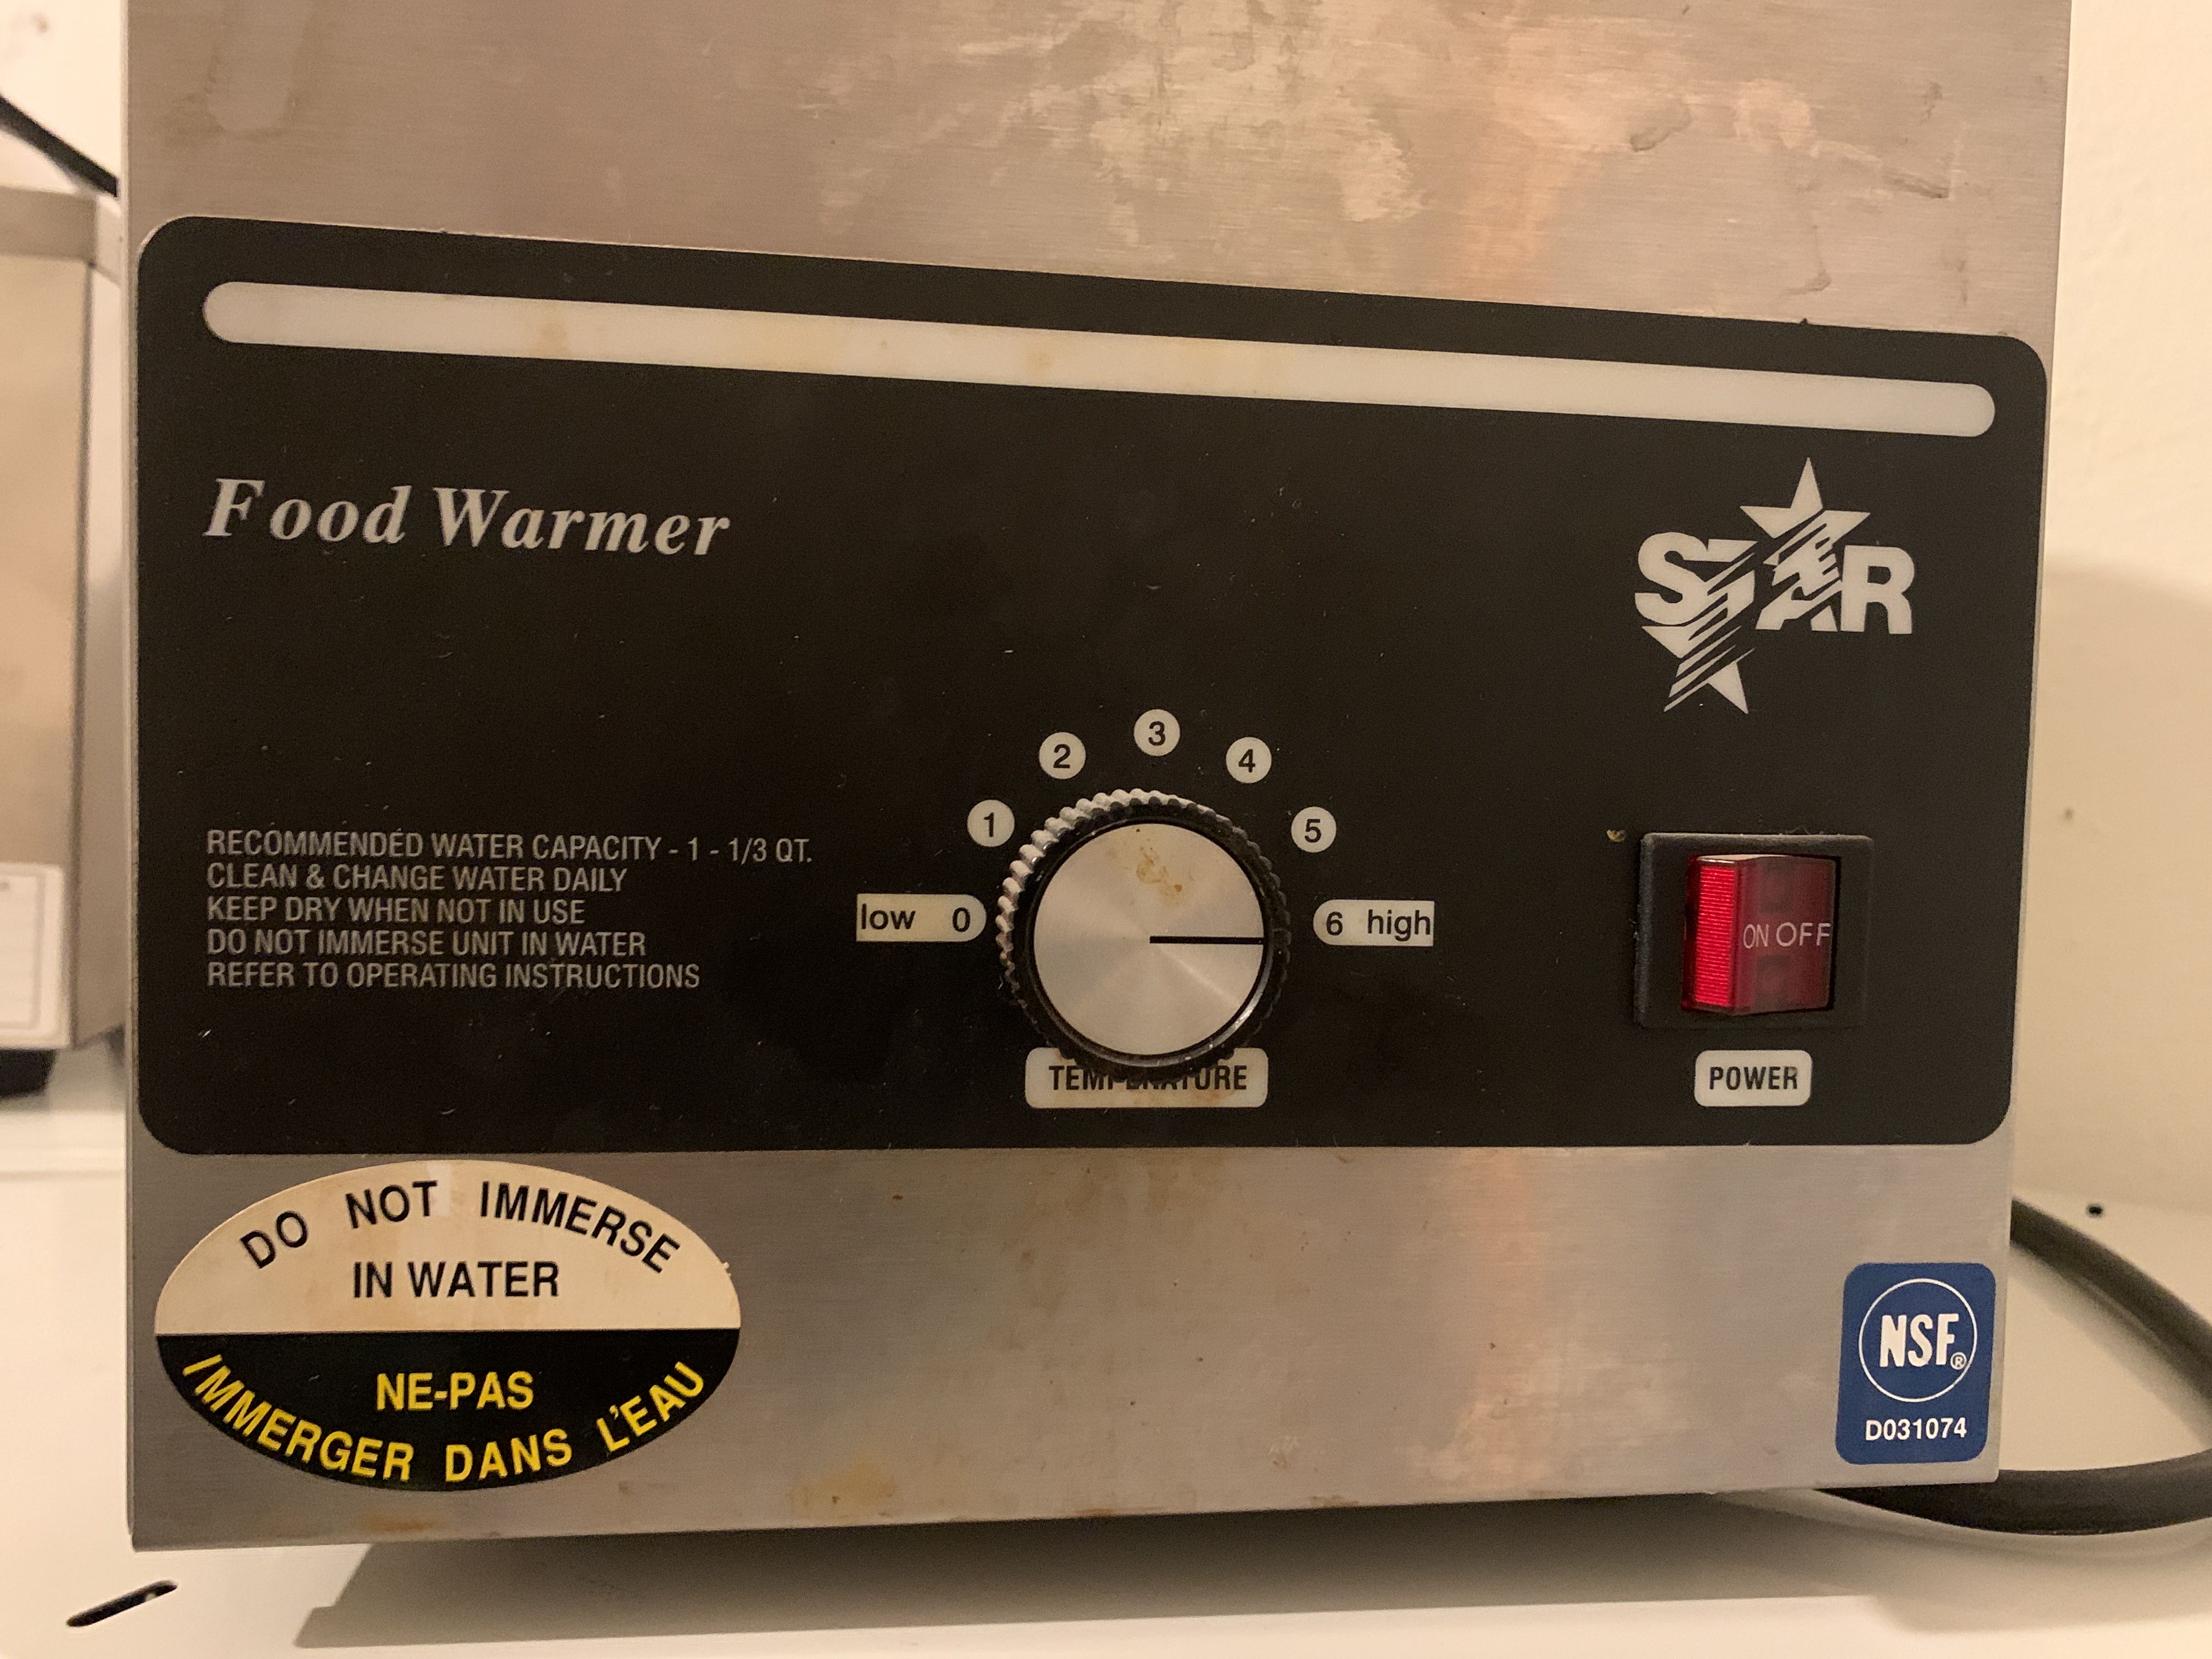 Food Warmer
STAR
1
2
3
4
5
low 0
6 high
RECOMMENDED WATER CAPACITY - 1 - 1/3 QT.
CLEAN & CHANGE WATER DAILY
KEEP DRY WHEN NOT IN USE
DO NOT IMMERSE UNIT IN WATER
REFER TO OPERATING INSTRUCTIONS
TEMPERATURE
ON OFF
POWER
DO NOT IMMERSE
IN WATER
NE-PAS
IMMERGER DANS L'EAU
NSF®
D031074